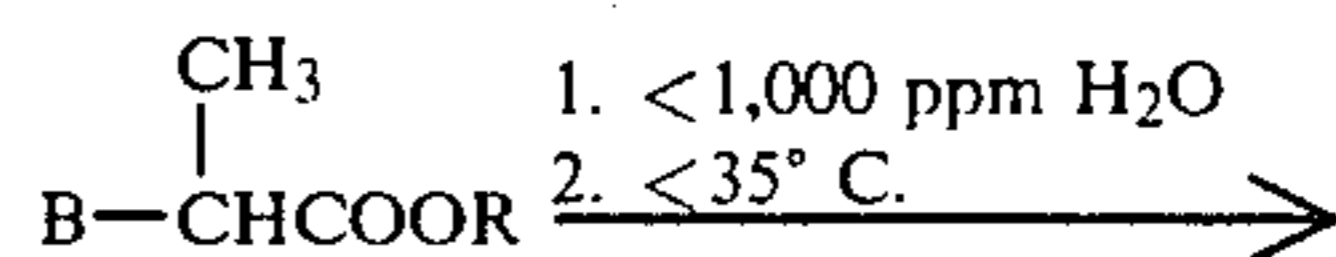 CH₃
1. <1,000 ppm H₂O
2. <35° C.
B—CHCOOR